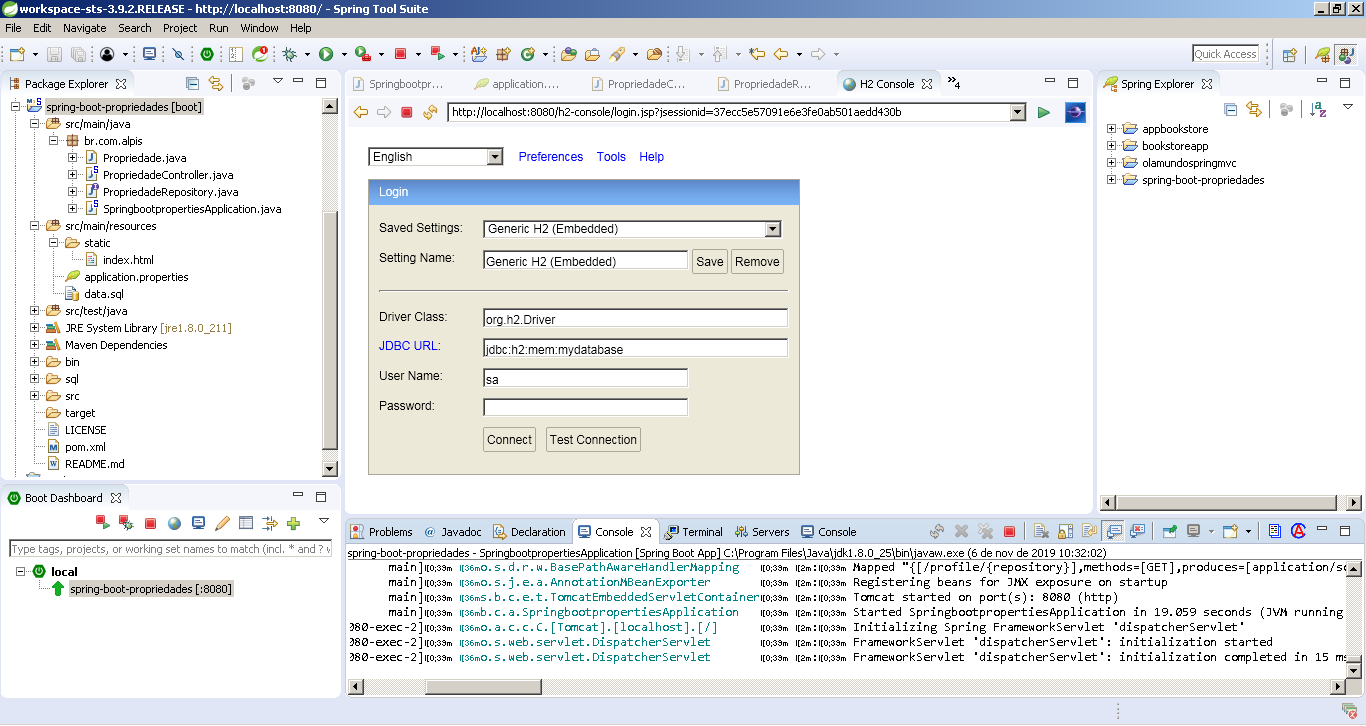 workspace-sts-3.9.2.RELEASE - http://localhost:8080/ - Spring Tool Suite
File Edit Navigate Search Project Run Window Help
Quick Access
Package Explorer
spring-boot-propriedades [boot]
src/main/java
br.com.alpis
Propriedade.java
PropriedadeController.java
PropriedadeRepository.java
SpringbootpropertiesApplication.java
src/main/resources
static
index.html
application.properties
data.sql
src/test/java
JRE System Library [jre1.8.0_211]
Maven Dependencies
bin
sql
src
target
LICENSE
pom.xml
README.md
Springbootpr... application.... PropriedadeC... PropriedadeR... H2 Console »4
http://localhost:8080/h2-console/login.jsp?jsessionid=37ecc5e57091e6e3fe0ab501aedd430b
English Preferences Tools Help
Login
Saved Settings: Generic H2 (Embedded)
Setting Name: Generic H2 (Embedded) Save Remove
Driver Class: org.h2.Driver
JDBC URL: jdbc:h2:mem:mydatabase
User Name: sa
Password:
Connect Test Connection
Spring Explorer
appbookstore
bookstoreapp
olamundospringmvc
spring-boot-propriedades
Boot Dashboard
Type tags, projects, or working set names to match (incl. * and ? w
local
spring-boot-propriedades [:8080]
Problems @ Javadoc Declaration Console Terminal Servers Console
spring-boot-propriedades - SpringbootpropertiesApplication [Spring Boot App] C:\Program Files\Java\jdk1.8.0_25\bin\javaw.exe (6 de nov de 2019 10:32:02)
main][0;39m [36mo.s.d.r.w.BasePathAwareHandlerMapping [0;39m [2m:[0;39m Mapped "{[/profile/{repository}],methods=[GET],produces=[application/sc
main][0;39m [36mo.s.j.e.a.AnnotationMBeanExporter [0;39m [2m:[0;39m Registering beans for JMX exposure on startup
main][0;39m [36ms.b.c.e.t.TomcatEmbeddedServletContainer[0;39m [2m:[0;39m Tomcat started on port(s): 8080 (http)
main][0;39m [36mb.c.a.SpringbootpropertiesApplication [0;39m [2m:[0;39m Started SpringbootpropertiesApplication in 19.059 seconds (JVM running
080-exec-2][0;39m [36mo.a.c.c.C.[Tomcat].[localhost].[/] [0;39m [2m:[0;39m Initializing Spring FrameworkServlet 'dispatcherServlet'
080-exec-2][0;39m [36mo.s.web.servlet.DispatcherServlet [0;39m [2m:[0;39m FrameworkServlet 'dispatcherServlet': initialization started
080-exec-2][0;39m [36mo.s.web.servlet.DispatcherServlet [0;39m [2m:[0;39m FrameworkServlet 'dispatcherServlet': initialization completed in 15 ms